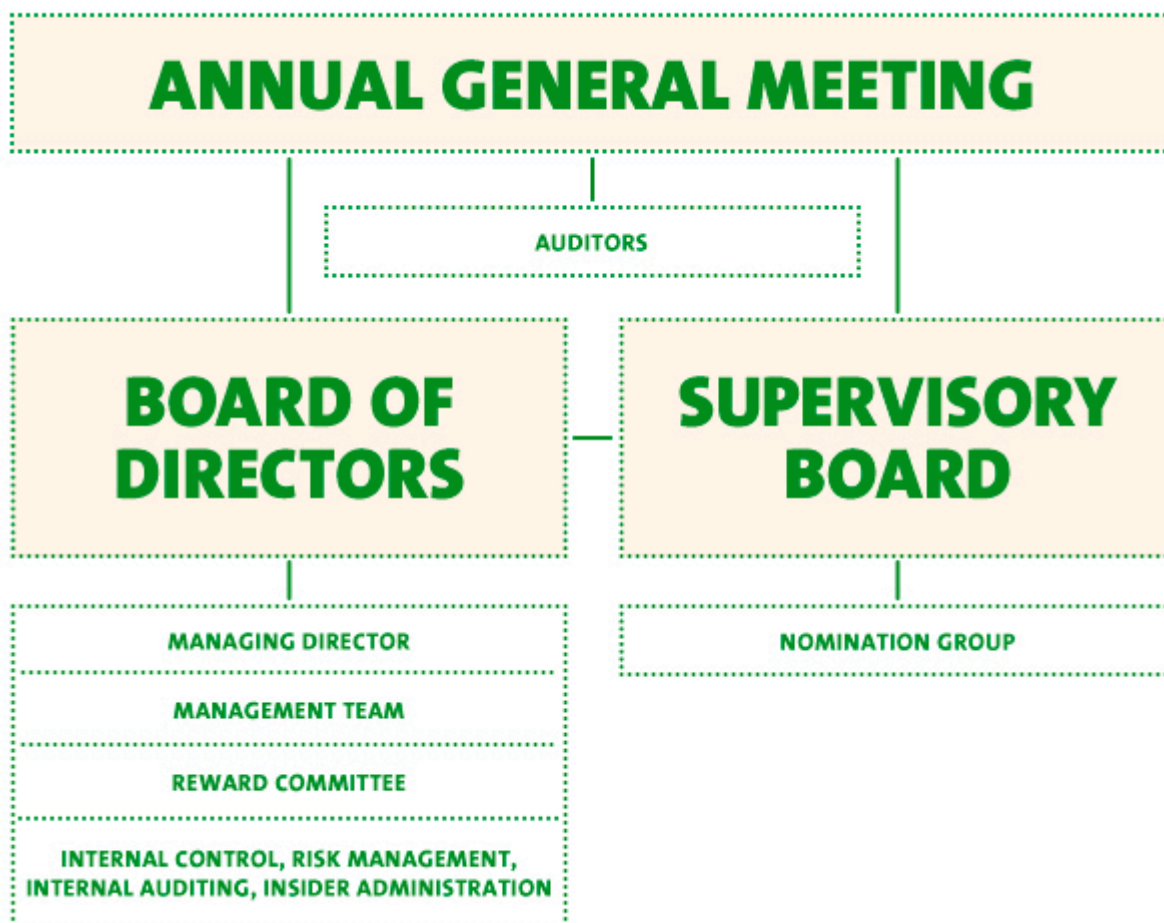 ANNUAL GENERAL MEETING
AUDITORS
BOARD OF
DIRECTORS
SUPERVISORY
BOARD
MANAGING DIRECTOR
MANAGEMENT TEAM
REWARD COMMITTEE
INTERNAL CONTROL, RISK MANAGEMENT,
INTERNAL AUDITING, INSIDER ADMINISTRATION
NOMINATION GROUP